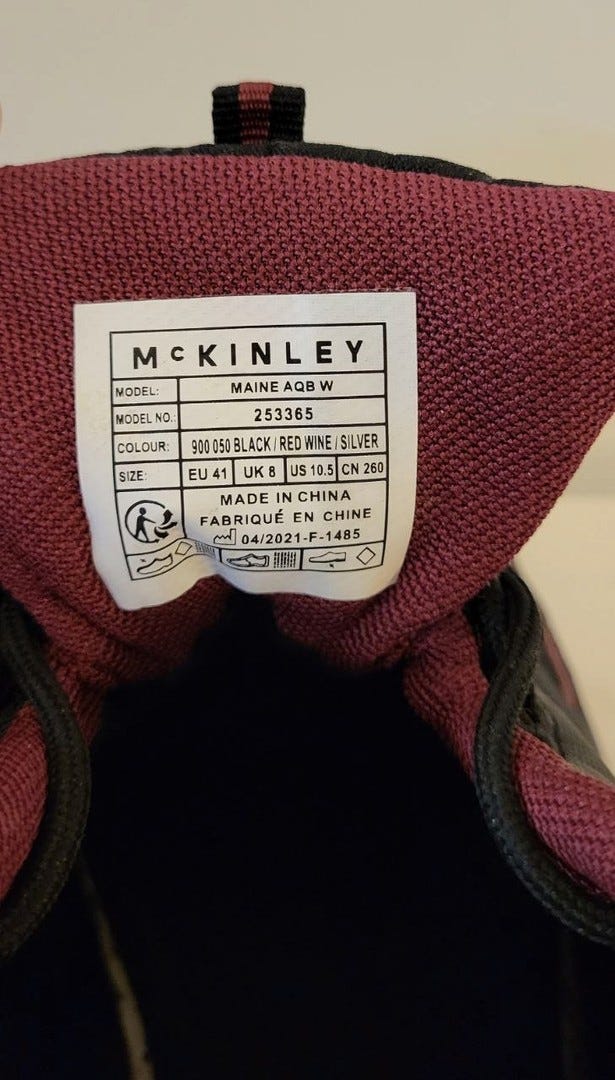 McKINLEY
MODEL: MAINE AQB W
MODEL NO.: 253365
COLOUR: 900 050 BLACK / RED WINE / SILVER
SIZE: EU 41 UK 8 US 10.5 CN 260
MADE IN CHINA
FABRIQUÉ EN CHINE
04/2021-F-1485